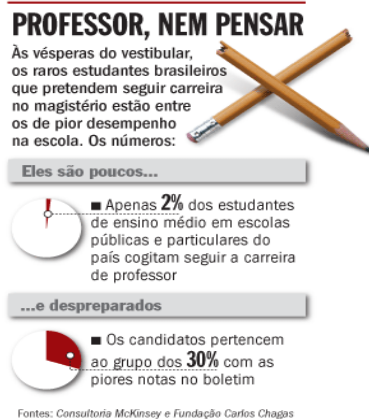 PROFESSOR, NEM PENSAR
Às vésperas do vestibular,
os raros estudantes brasileiros
que pretendem seguir carreira
no magistério estão entre
os de pior desempenho
na escola. Os números:
Eles são poucos...
■ Apenas 2% dos estudantes
de ensino médio em escolas
públicas e particulares do
país cogitam seguir a carreira
de professor
...e despreparados
■ Os candidatos pertencem
ao grupo dos 30% com as
piores notas no boletim
Fontes: Consultoria McKinsey e Fundação Carlos Chagas